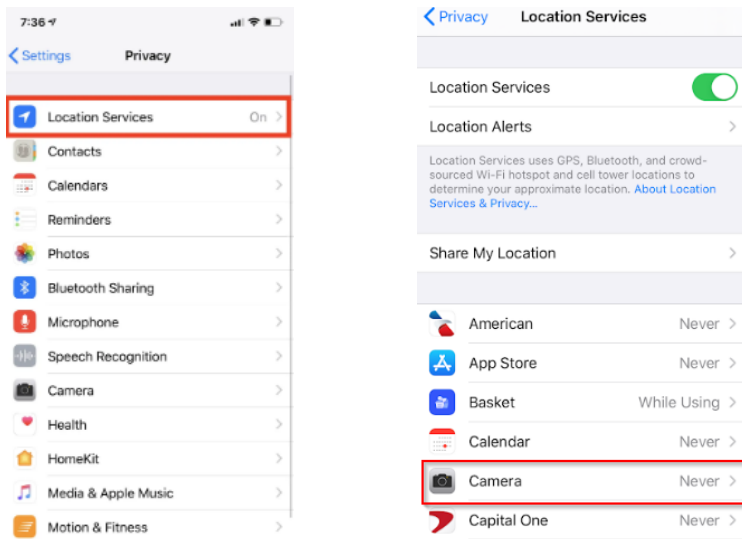 7:36
Settings Privacy
Location Services On
Contacts
Calendars
Reminders
Photos
Bluetooth Sharing
Microphone
Speech Recognition
Camera
Health
HomeKit
Media & Apple Music
Motion & Fitness
Privacy Location Services
Location Services
Location Alerts
Location Services uses GPS, Bluetooth, and crowd-
sourced Wi-Fi hotspot and cell tower locations to
determine your approximate location. About Location
Services & Privacy...
Share My Location
American Never
App Store Never
Basket While Using
Calendar Never
Camera Never
Capital One Never